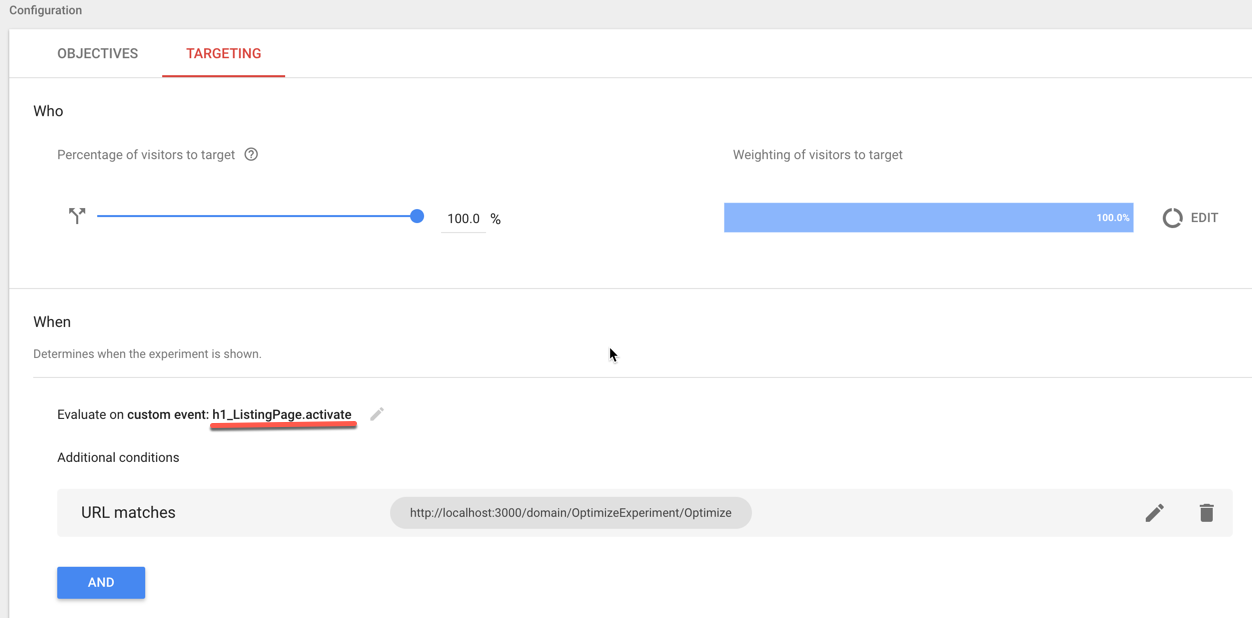 Configuration
OBJECTIVES TARGETING
Who
Percentage of visitors to target ? Weighting of visitors to target
100.0 % 100.0% EDIT
When
Determines when the experiment is shown.
Evaluate on custom event: h1_ListingPage.activate
Additional conditions
URL matches http://localhost:3000/domain/OptimizeExperiment/Optimize
AND